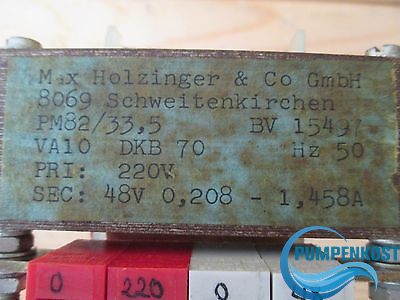 Max Holzinger & Co GmbH
8069 Schweitenkirchen
PM82/33,5 BV 15497
VA10 DKB 70 Hz 50
PRI: 220V
SEC: 48V 0,208 - 1,458A
PUMPENKOST
0 220 0